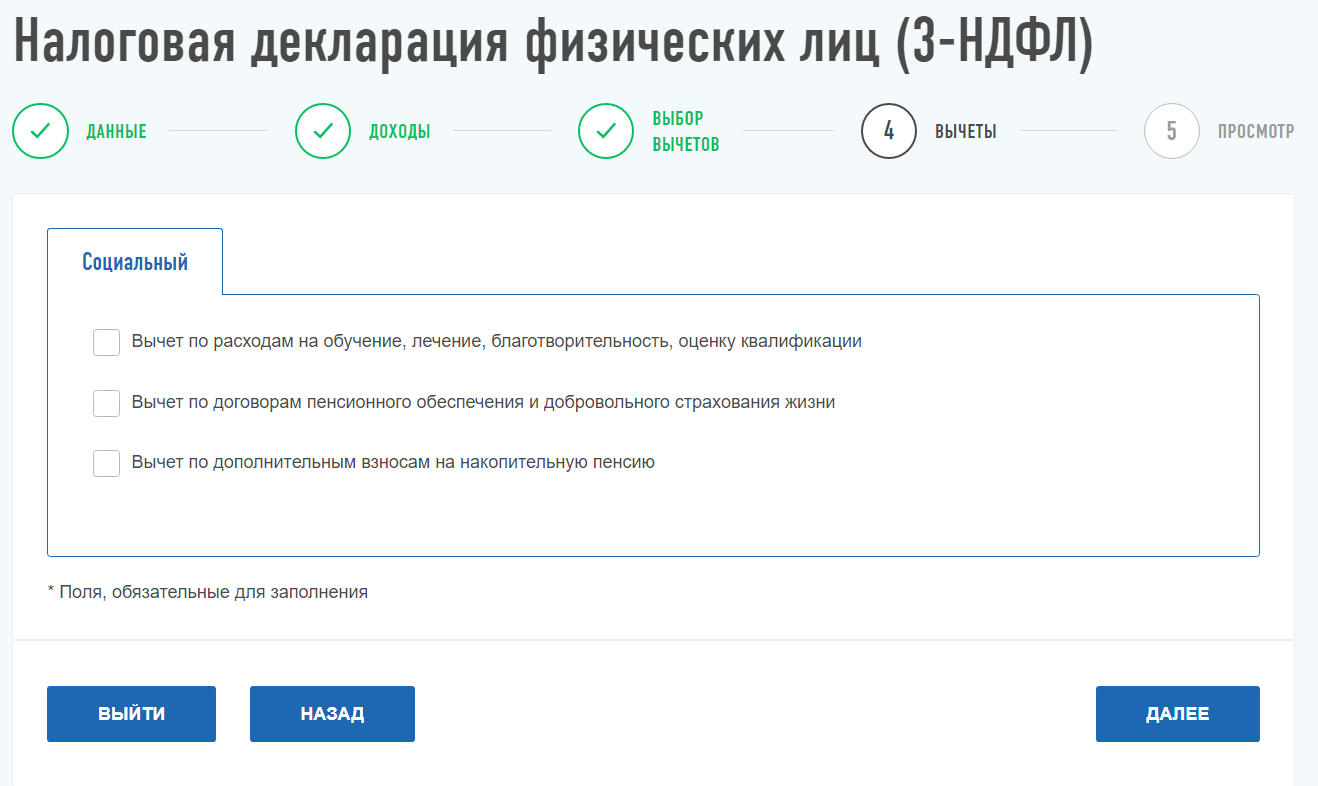 Налоговая декларация физических лиц (3-НДФЛ)
ДАННЫЕ
ДОХОДЫ
ВЫБОР
ВЫЧЕТОВ
4 ВЫЧЕТЫ
5 ПРОСМОТР
Социальный
Вычет по расходам на обучение, лечение, благотворительность, оценку квалификации
Вычет по договорам пенсионного обеспечения и добровольного страхования жизни
Вычет по дополнительным взносам на накопительную пенсию
* Поля, обязательные для заполнения
ВЫЙТИ
НАЗАД
ДАЛЕЕ